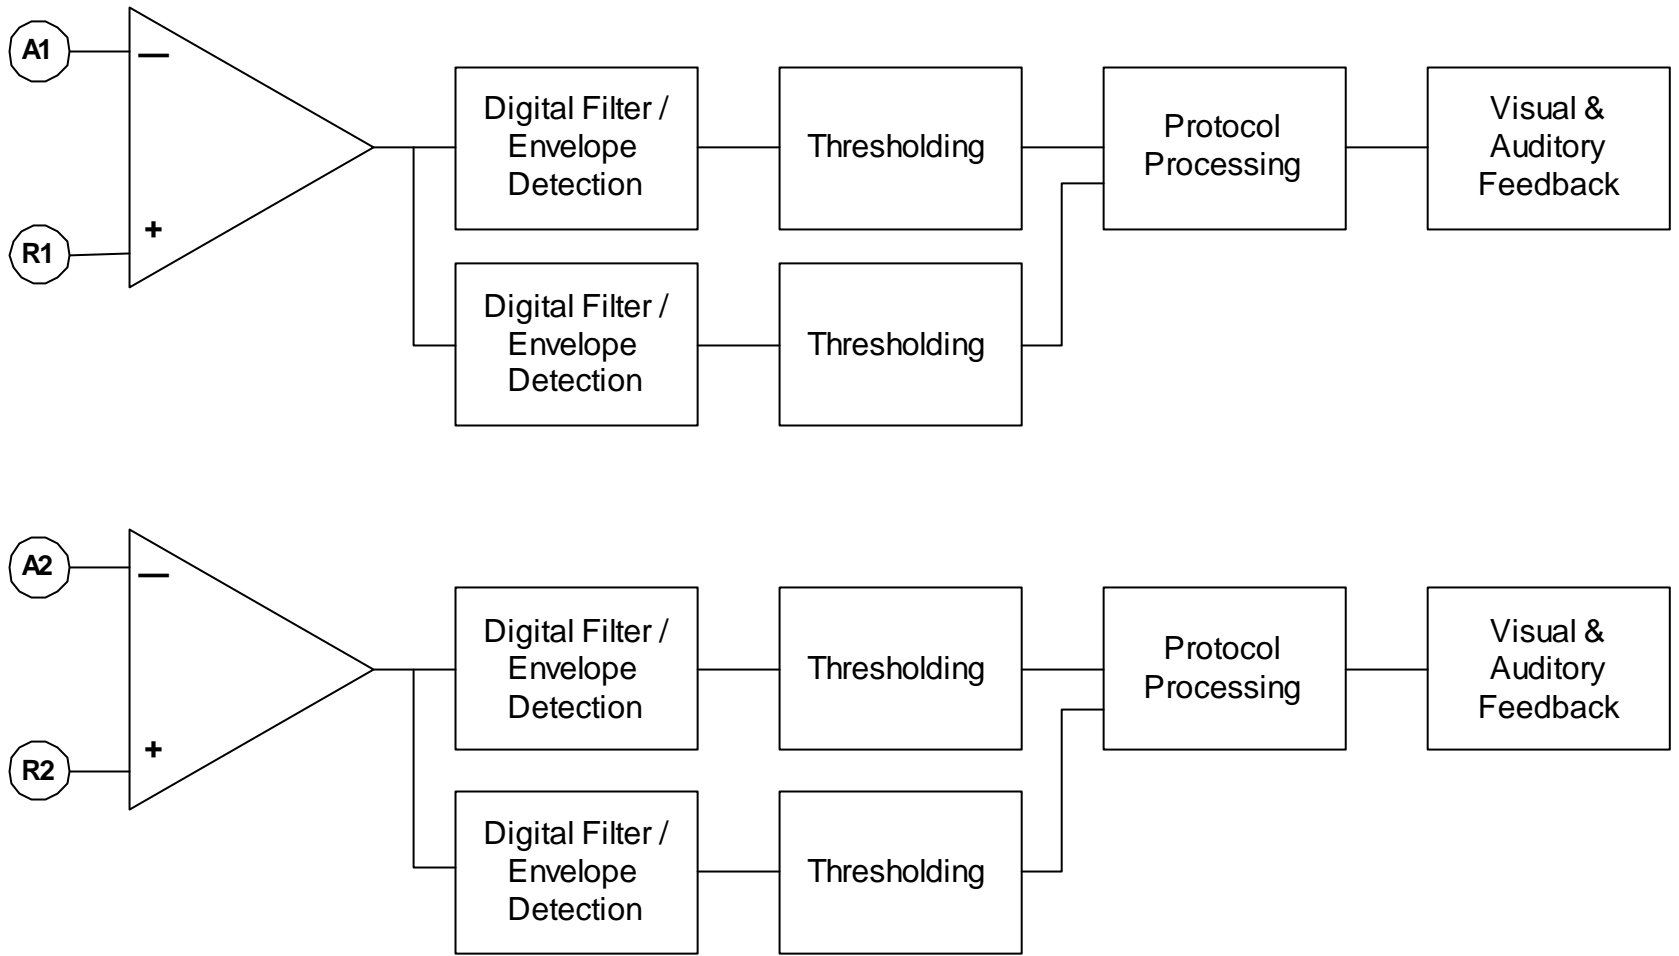 A1
—
+
R1
Digital Filter /
Envelope
Detection
Thresholding
Protocol
Processing
Visual &
Auditory
Feedback
Digital Filter /
Envelope
Detection
Thresholding
A2
—
+
R2
Digital Filter /
Envelope
Detection
Thresholding
Protocol
Processing
Visual &
Auditory
Feedback
Digital Filter /
Envelope
Detection
Thresholding